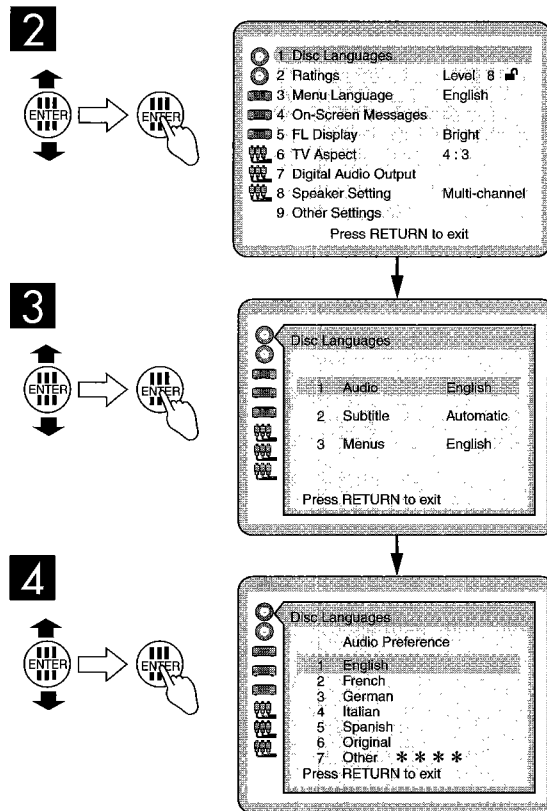 2
ENTER
ENTER
1 Disc Languages
2 Ratings Level 8
3 Menu Language English
4 On-Screen Messages
5 FL Display Bright
6 TV Aspect 4 : 3
7 Digital Audio Output
8 Speaker Setting Multi-channel
9 Other Settings
Press RETURN to exit
3
ENTER
ENTER
Disc Languages
1 Audio English
2 Subtitle Automatic
3 Menus English
Press RETURN to exit
4
ENTER
ENTER
Disc Languages
Audio Preference
1 English
2 French
3 German
4 Italian
5 Spanish
6 Original
7 Other ****
Press RETURN to exit